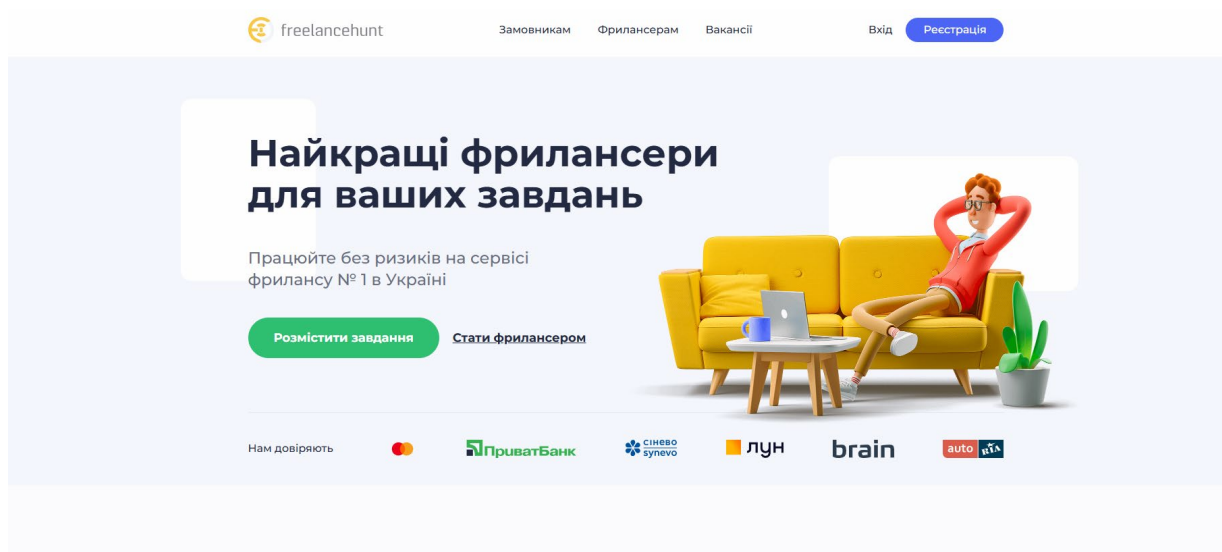 freelancehunt
Замовникам Фрилансерам Вакансії
Вхід Реєстрація
Найкращі фрилансери
для ваших завдань
Працюйте без ризиків на сервісі
фрилансу № 1 в Україні
Розмістити завдання Стати фрилансером
Нам довіряють ПриватБанк сінево synevo лун brain auto RIA